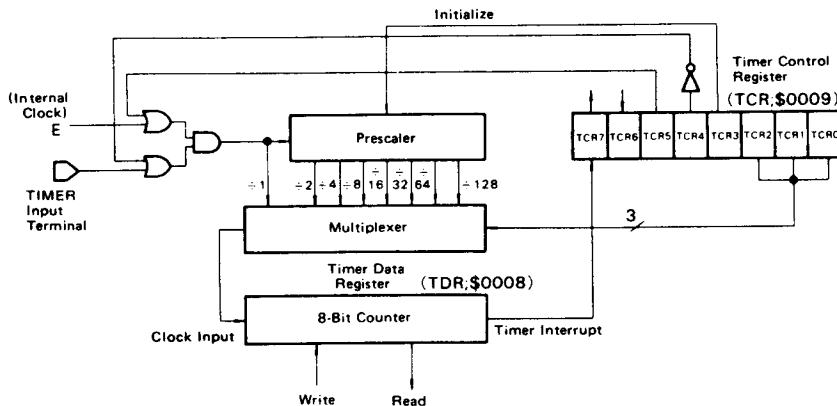 Initialize
Timer Control
Register
(TCR;$0009)
(Internal
Clock)
E
TIMER
Input
Terminal
Prescaler
TCR7 TCR6 TCR5 TCR4 TCR3 TCR2 TCR1 TCR0
÷1 ÷2 ÷4 ÷8 ÷16 ÷32 ÷64 ÷128
Multiplexer
3
Timer Data
Register
(TDR;$0008)
8-Bit Counter
Clock Input
Timer Interrupt
Write
Read